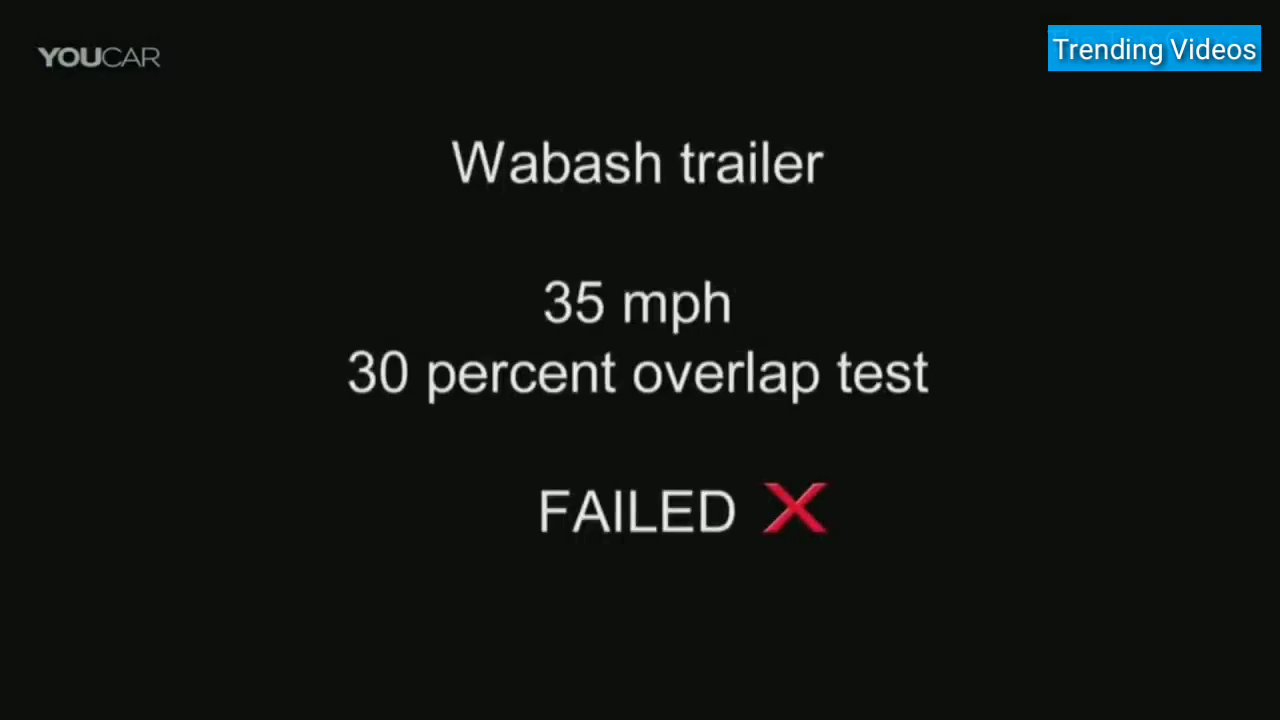 YOUCAR
Trending Videos
Wabash trailer
35 mph
30 percent overlap test
FAILED